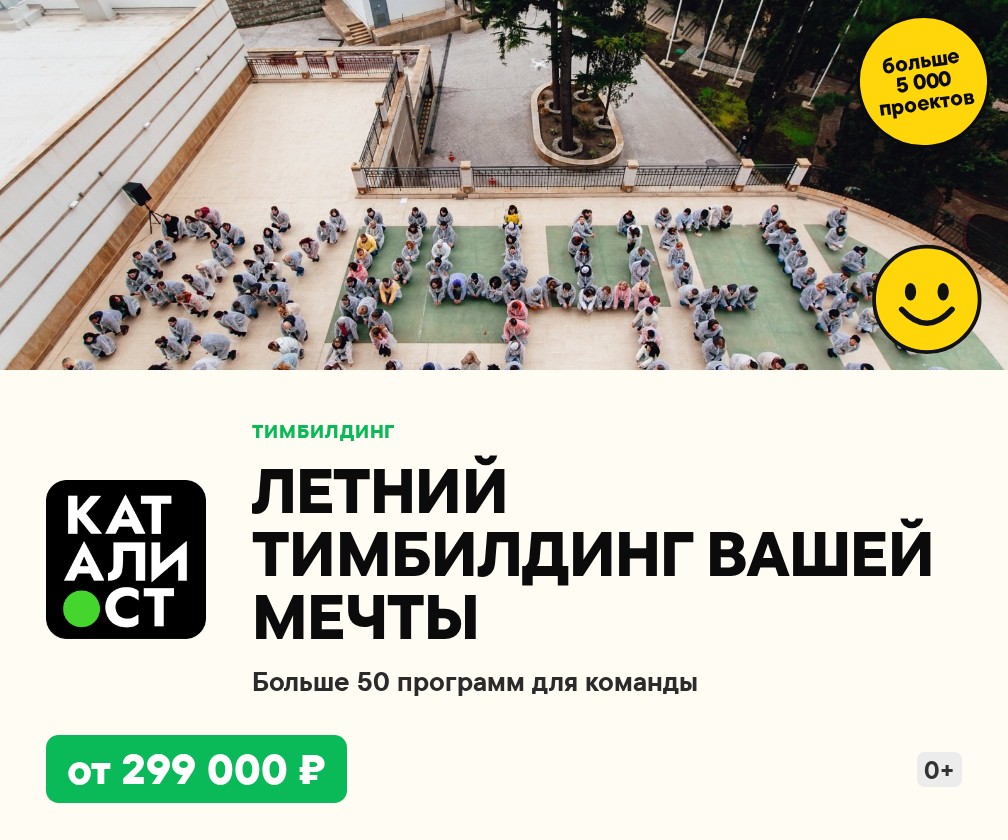 больше
5 000
проектов
ТИМБИЛДИНГ
ЛЕТНИЙ
ТИМБИЛДИНГ ВАШЕЙ
МЕЧТЫ
КАТ
АЛИ
СТ
Больше 50 программ для команды
от 299 000 ₽
0+